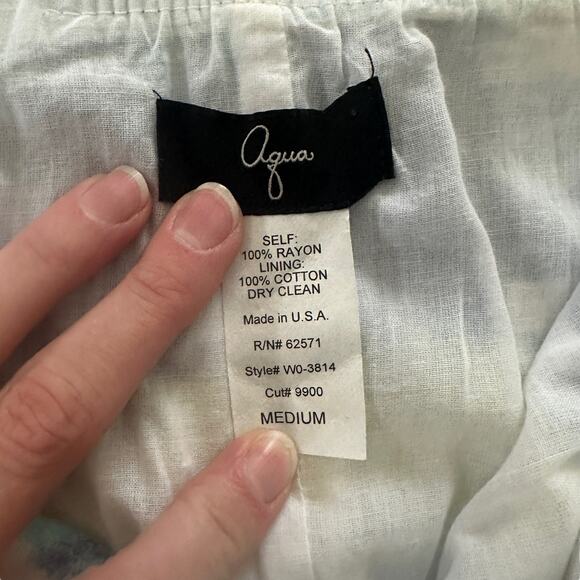 Aqua
SELF:
100% RAYON
LINING:
100% COTTON
DRY CLEAN
Made in U.S.A.
R/N# 62571
Style# W0-3814
Cut# 9900
MEDIUM